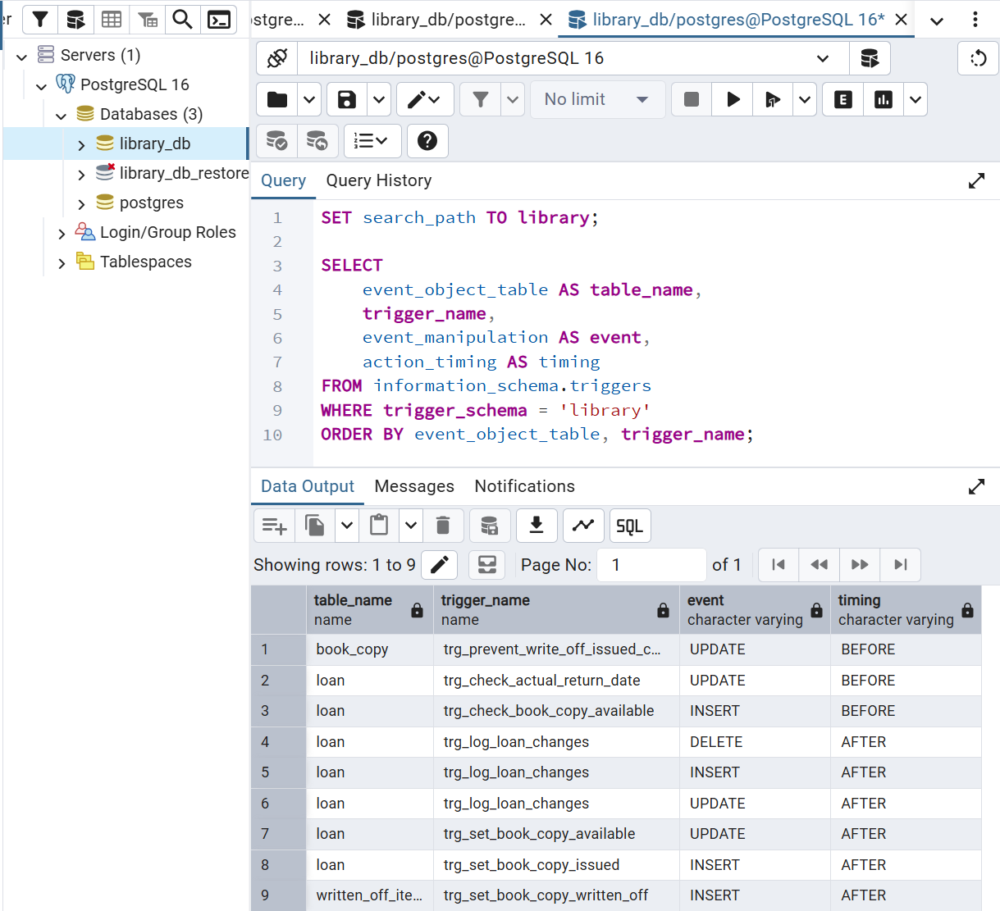 er
ostgre...
library_db/postgre...
library_db/postgres@PostgreSQL 16*
Servers (1)
PostgreSQL 16
Databases (3)
library_db
library_db_restore
postgres
Login/Group Roles
Tablespaces
library_db/postgres@PostgreSQL 16
No limit
E
Query
Query History
1 SET search_path TO library;
2
3 SELECT
4 event_object_table AS table_name,
5 trigger_name,
6 event_manipulation AS event,
7 action_timing AS timing
8 FROM information_schema.triggers
9 WHERE trigger_schema = 'library'
10 ORDER BY event_object_table, trigger_name;
Data Output Messages Notifications
SQL
Showing rows: 1 to 9 Page No: 1 of 1
table_name trigger_name event timing
name name character varying character varying
1 book_copy trg_prevent_write_off_issued_c... UPDATE BEFORE
2 loan trg_check_actual_return_date UPDATE BEFORE
3 loan trg_check_book_copy_available INSERT BEFORE
4 loan trg_log_loan_changes DELETE AFTER
5 loan trg_log_loan_changes INSERT AFTER
6 loan trg_log_loan_changes UPDATE AFTER
7 loan trg_set_book_copy_available UPDATE AFTER
8 loan trg_set_book_copy_issued INSERT AFTER
9 written_off_ite... trg_set_book_copy_written_off INSERT AFTER